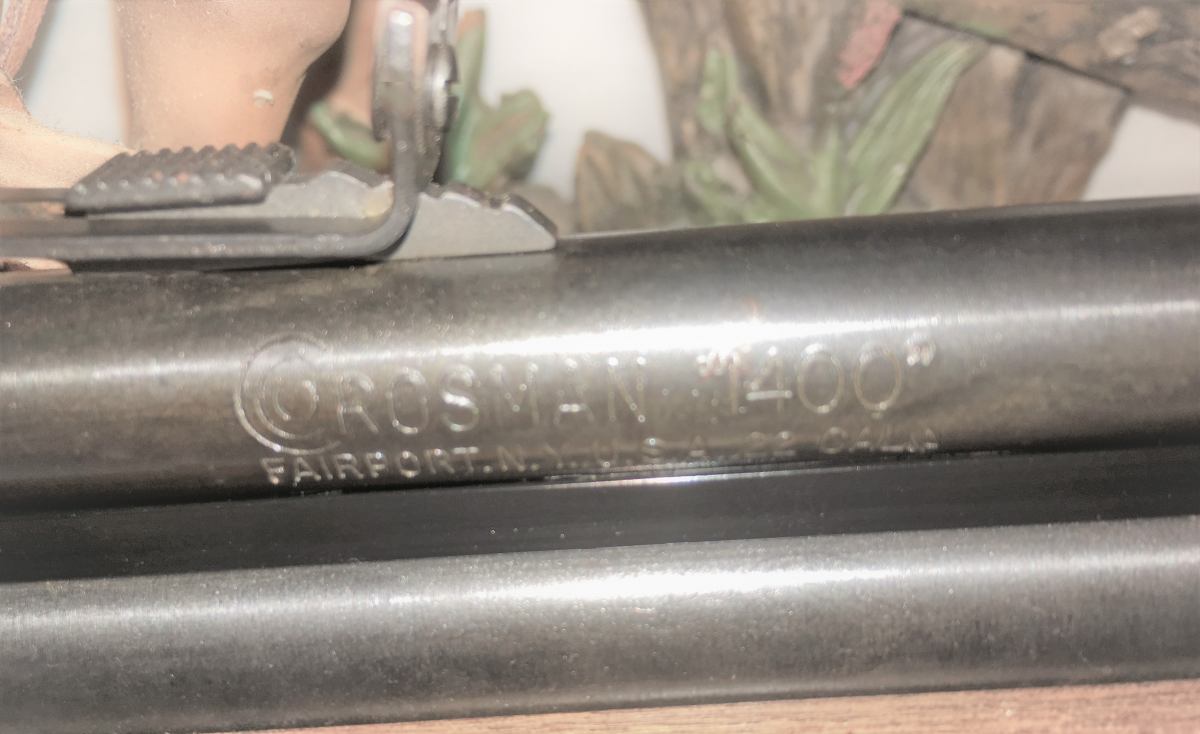 CROSMAN "1400"
FAIRPORT.N.Y.U.S.A. .22 CAL.